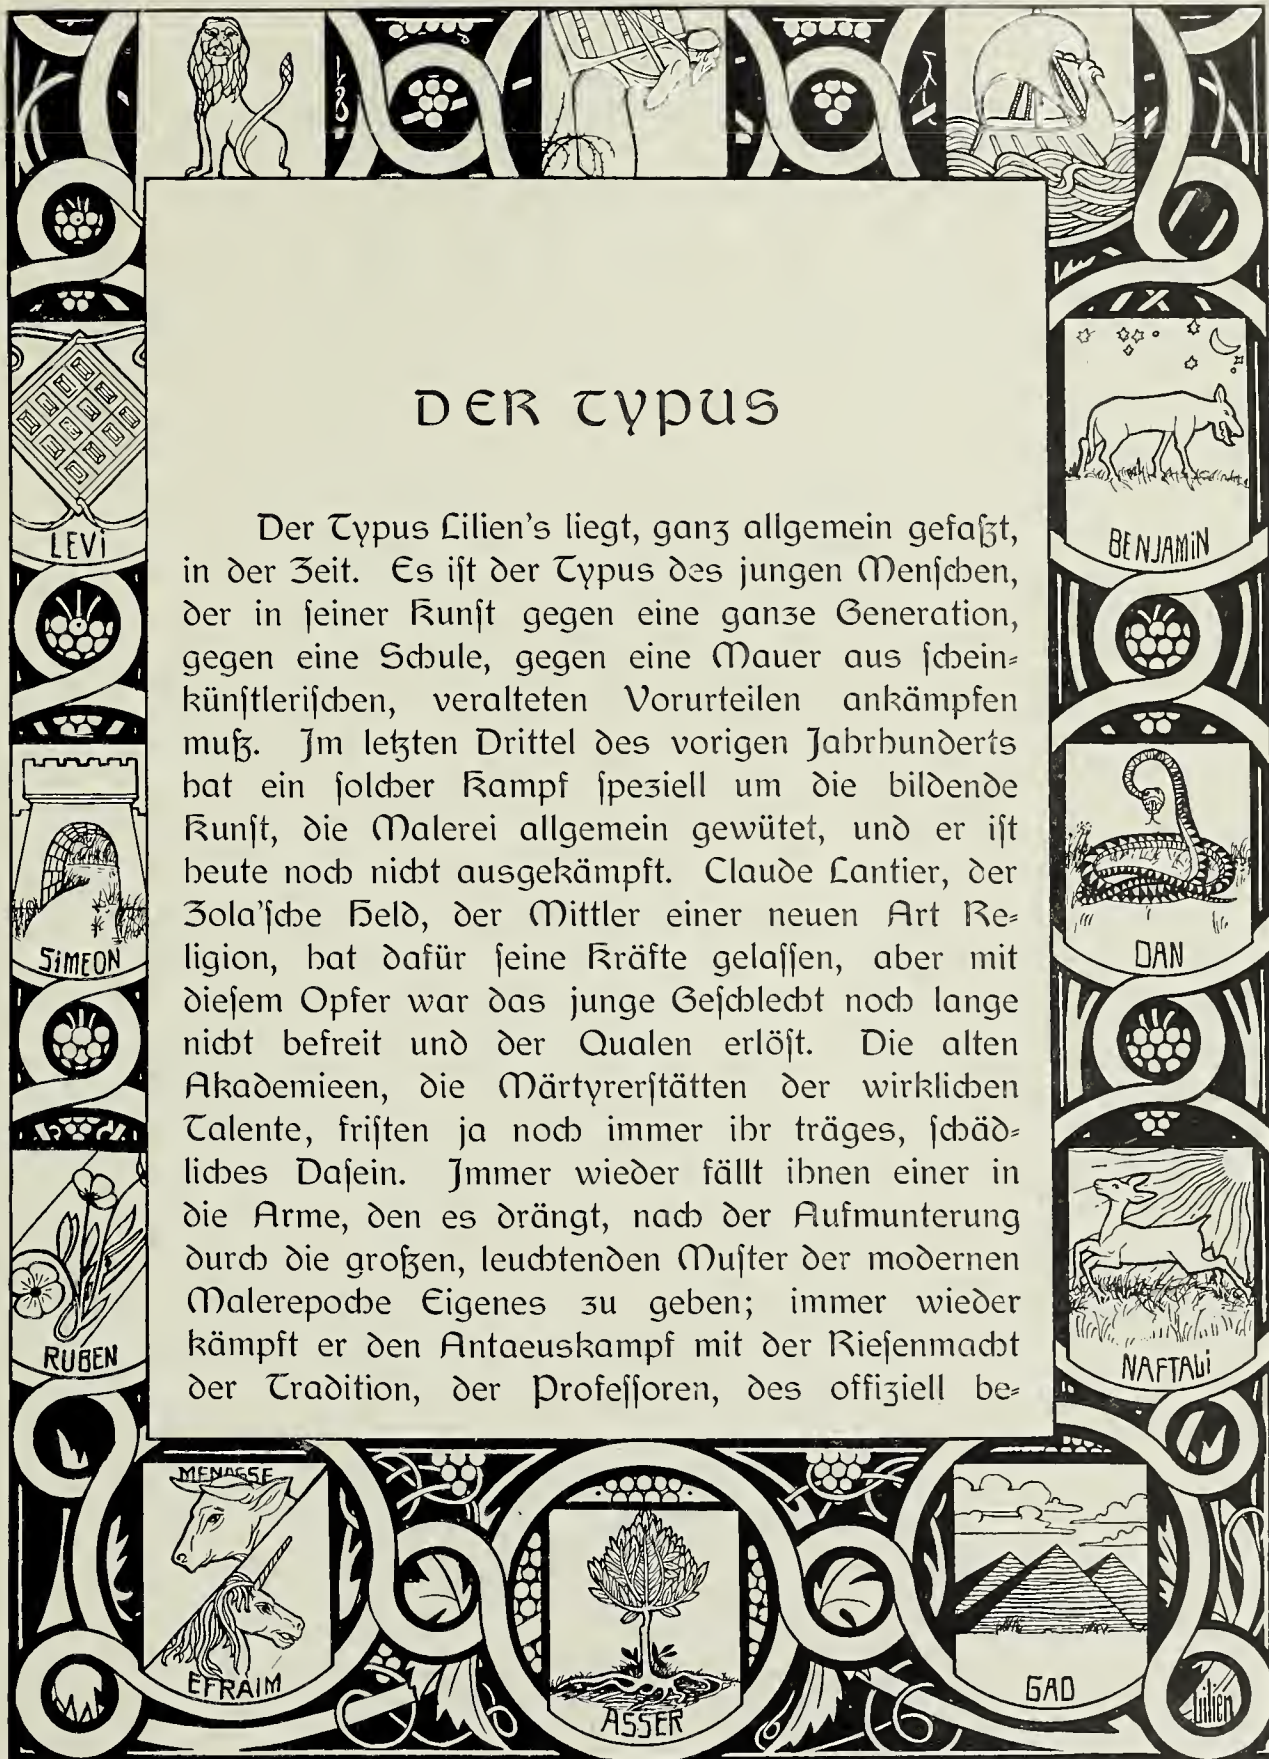 DER TYPUS
Der Typus Lilien's liegt, ganz allgemein gefaßt,
in der Zeit. Es iſt der Typus des jungen Menſchen,
der in ſeiner Kunſt gegen eine ganze Generation,
gegen eine Schule, gegen eine Mauer aus ſchein⸗
künſtleriſchen, veralteten Vorurteilen ankämpfen
muß. Im letzten Drittel des vorigen Jahrhunderts
hat ein ſolcher Kampf ſpeziell um die bildende
Kunſt, die Malerei allgemein gewütet, und er iſt
heute noch nicht ausgekämpft. Claude Lantier, der
Zola'ſche Held, der Mittler einer neuen Art Re⸗
ligion, hat dafür ſeine Kräfte gelaſſen, aber mit
dieſem Opfer war das junge Geſchlecht noch lange
nicht befreit und der Qualen erlöſt. Die alten
Akademieen, die Märtyrerſtätten der wirklichen
Talente, friſten ja noch immer ihr träges, ſchäd⸗
liches Daſein. Immer wieder fällt ihnen einer in
die Arme, den es drängt, nach der Aufmunterung
durch die großen, leuchtenden Muſter der modernen
Malerepoche Eigenes zu geben; immer wieder
kämpft er den Antaeuskampf mit der Rieſenmacht
der Tradition, der Profeſſoren, des offiziell be⸗
LEVi
SiMEON
RUBEN
BENJAMiN
DAN
NAFTALi
MENASSE
EFRAIM
ASSER
GAD
Lilien